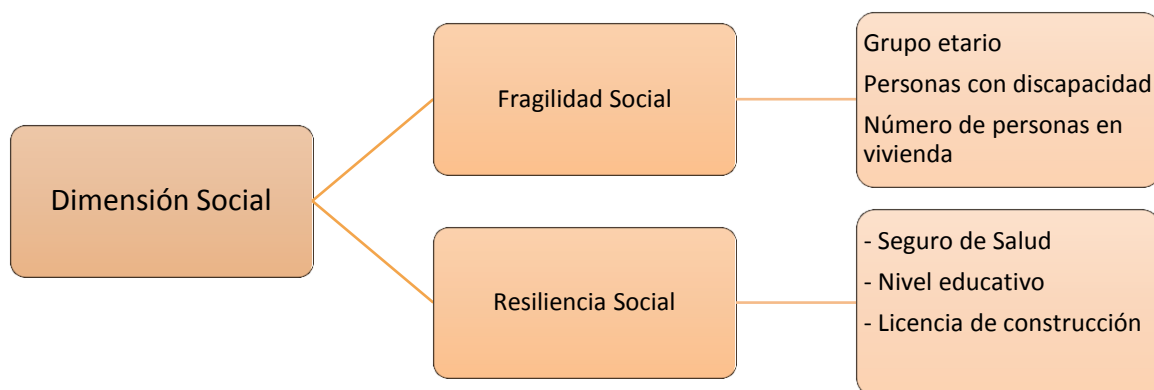 Dimensión Social
Fragilidad Social
Grupo etario
Personas con discapacidad
Número de personas en
vivienda
Resiliencia Social
- Seguro de Salud
- Nivel educativo
- Licencia de construcción